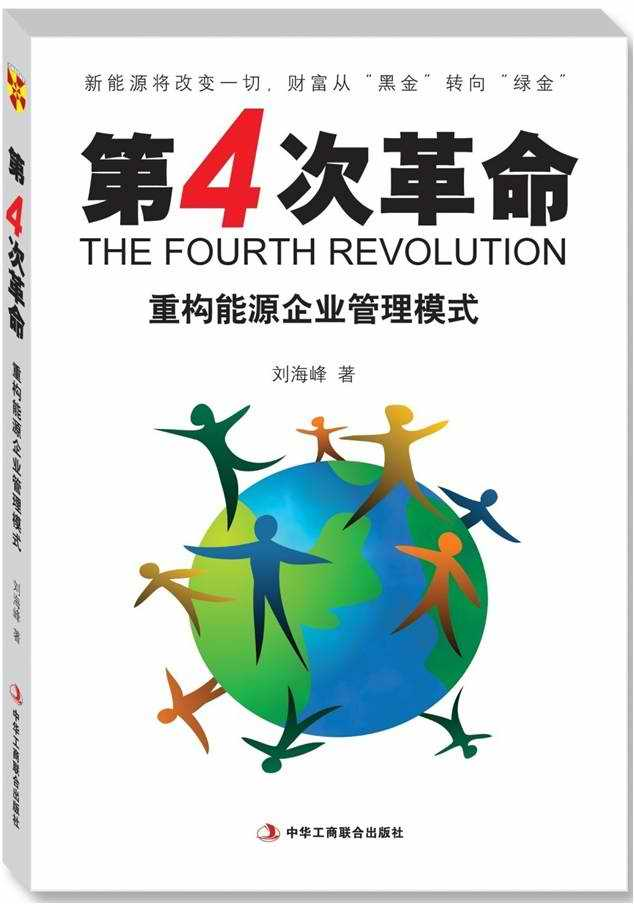 新能源将改变一切，财富从“黑金”转向“绿金”
第4次革命
THE FOURTH REVOLUTION
重构能源企业管理模式
刘海峰 著
中华工商联合出版社
第4次革命
重构能源企业管理模式
刘海峰 著
中华工商联合出版社